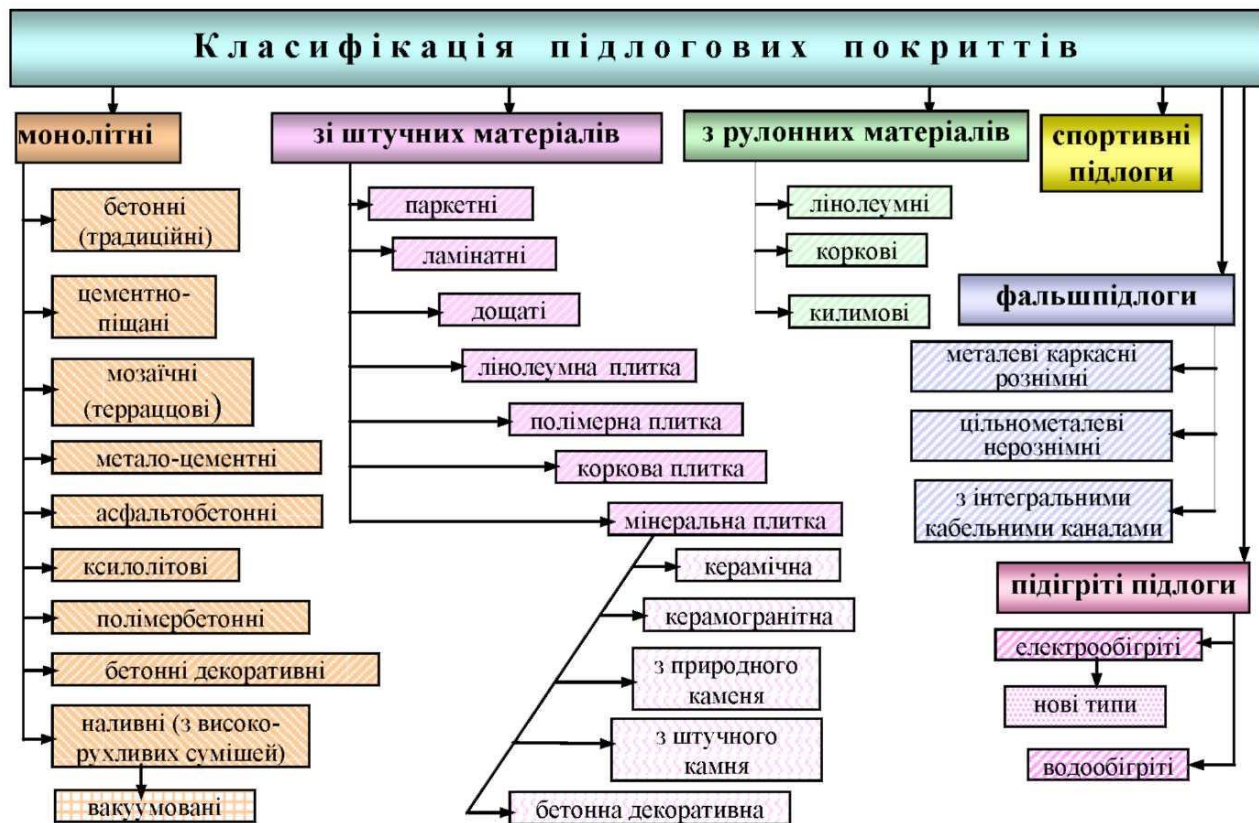 Класифікація підлогових покриттів
монолітні
бетонні
(традиційні)
цементно-
піщані
мозаїчні
(терраццові)
метало-цементні
асфальтобетонні
ксилолітові
полімербетонні
бетонні декоративні
наливні (з високо-
рухливих сумішей)
вакуумовані
зі штучних матеріалів
паркетні
ламінатні
дощаті
лінолеумна плитка
полімерна плитка
коркова плитка
мінеральна плитка
керамічна
керамогранітна
з природного
каменя
з штучного
камня
бетонна декоративна
з рулонних матеріалів
лінолеумні
коркові
килимові
спортивні
підлоги
фальшпідлоги
металеві каркасні
рознімні
цільнометалеві
нерознімні
з інтегральними
кабельними каналами
підігріті підлоги
електрообігріті
нові типи
водообігріті